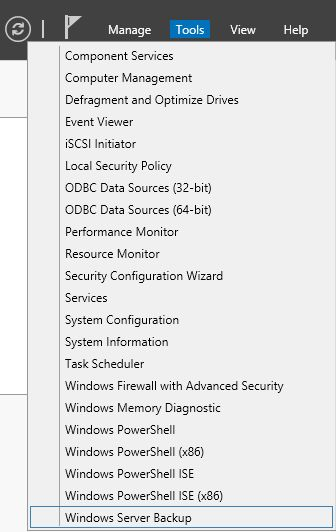 Manage Tools View Help
Component Services
Computer Management
Defragment and Optimize Drives
Event Viewer
iSCSI Initiator
Local Security Policy
ODBC Data Sources (32-bit)
ODBC Data Sources (64-bit)
Performance Monitor
Resource Monitor
Security Configuration Wizard
Services
System Configuration
System Information
Task Scheduler
Windows Firewall with Advanced Security
Windows Memory Diagnostic
Windows PowerShell
Windows PowerShell (x86)
Windows PowerShell ISE
Windows PowerShell ISE (x86)
Windows Server Backup